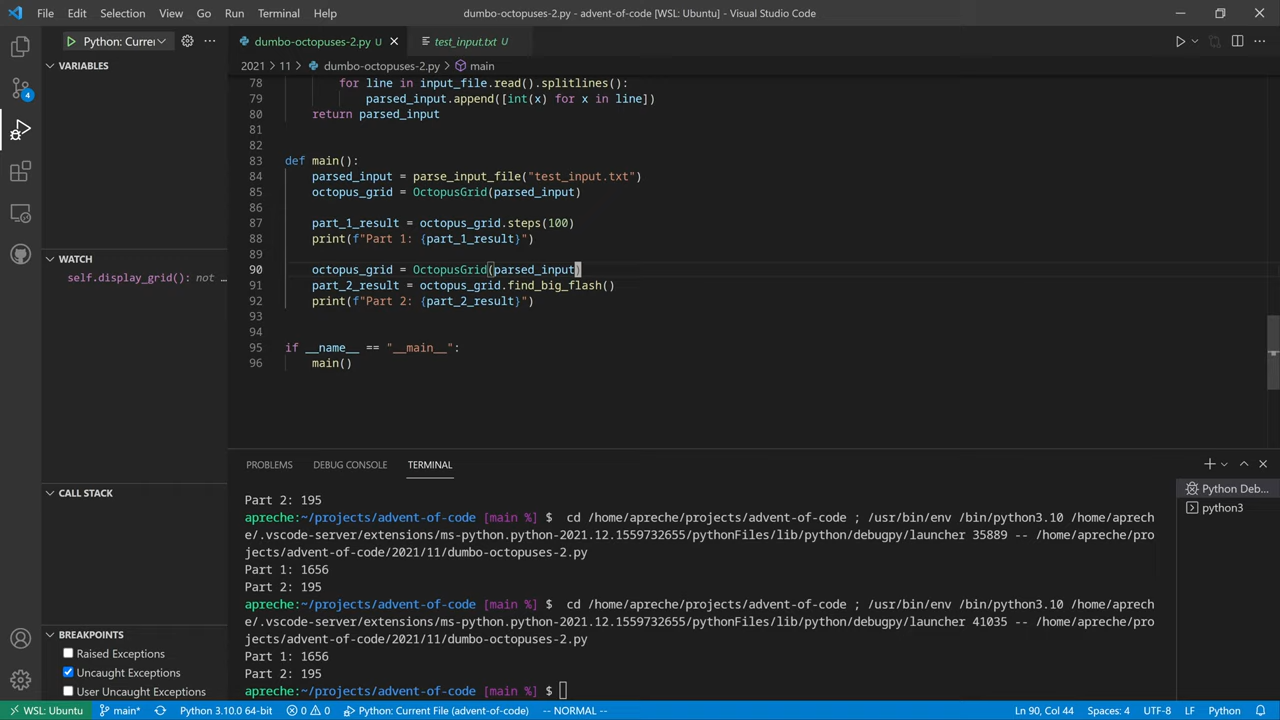 File Edit Selection View Go Run Terminal Help dumbo-octopuses-2.py - advent-of-code [WSL: Ubuntu] - Visual Studio Code
Python: Curre dumbo-octopuses-2.py U test_input.txt U
2021 > 11 > dumbo-octopuses-2.py > main
VARIABLES
WATCH
self.display_grid(): not …
CALL STACK
BREAKPOINTS
Raised Exceptions
Uncaught Exceptions
User Uncaught Exceptions
4
78 for line in input_file.read().splitlines():
79 parsed_input.append([int(x) for x in line])
80 return parsed_input
81
82
83 def main():
84 parsed_input = parse_input_file("test_input.txt")
85 octopus_grid = OctopusGrid(parsed_input)
86
87 part_1_result = octopus_grid.steps(100)
88 print(f"Part 1: {part_1_result}")
89
90 octopus_grid = OctopusGrid(parsed_input)
91 part_2_result = octopus_grid.find_big_flash()
92 print(f"Part 2: {part_2_result}")
93
94
95 if __name__ == "__main__":
96 main()
PROBLEMS DEBUG CONSOLE TERMINAL
Part 2: 195
apreche:~/projects/advent-of-code [main %] $ cd /home/apreche/projects/advent-of-code ; /usr/bin/env /bin/python3.10 /home/aprech
e/.vscode-server/extensions/ms-python.python-2021.12.1559732655/pythonFiles/lib/python/debugpy/launcher 35889 -- /home/apreche/pro
jects/advent-of-code/2021/11/dumbo-octopuses-2.py
Part 1: 1656
Part 2: 195
apreche:~/projects/advent-of-code [main %] $ cd /home/apreche/projects/advent-of-code ; /usr/bin/env /bin/python3.10 /home/aprech
e/.vscode-server/extensions/ms-python.python-2021.12.1559732655/pythonFiles/lib/python/debugpy/launcher 41035 -- /home/apreche/pro
jects/advent-of-code/2021/11/dumbo-octopuses-2.py
Part 1: 1656
Part 2: 195
apreche:~/projects/advent-of-code [main %] $
Python Deb...
python3
WSL: Ubuntu main* Python 3.10.0 64-bit 0 0 Python: Current File (advent-of-code) -- NORMAL -- Ln 90, Col 44 Spaces: 4 UTF-8 LF Python